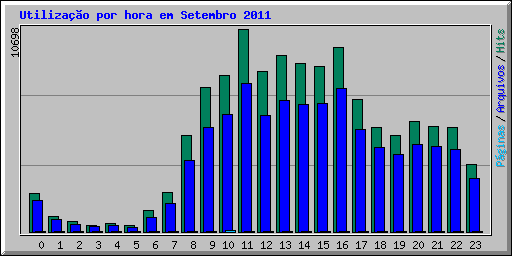 Utilização por hora em Setembro 2011
10698
Páginas / Arquivos / Hits
0 1 2 3 4 5 6 7 8 9 10 11 12 13 14 15 16 17 18 19 20 21 22 23